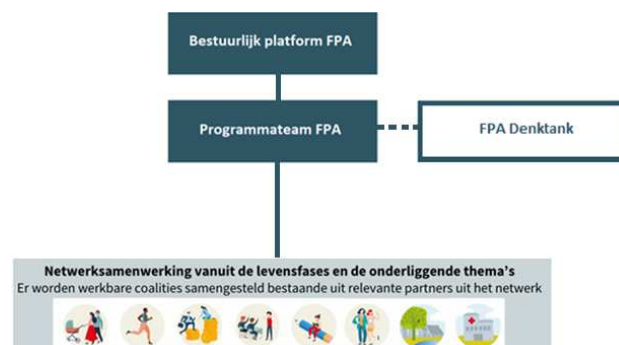 Bestuurlijk platform FPA
Programmateam FPA
FPA Denktank
Netwerksamenwerking vanuit de levensfases en de onderliggende thema's
Er worden werkbare coalities samengesteld bestaande uit relevante partners uit het netwerk